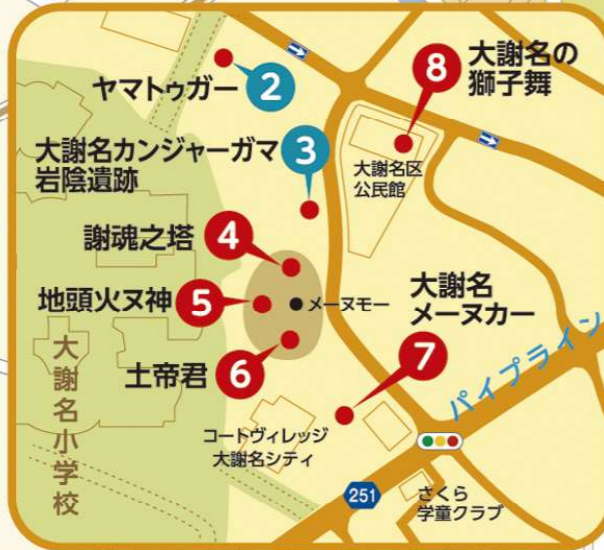 ヤマトゥガー 2
8 大謝名の
獅子舞
大謝名カンジャーガマ 3
岩陰遺跡
大謝名区
公民館
謝魂之塔 4
地頭火ヌ神 5
メーヌモー
大謝名
メーヌカー
7
土帝君 6
大謝名小学校
パイプライン
コートヴィレッジ
大謝名シティ
251
さくら
学童クラブ